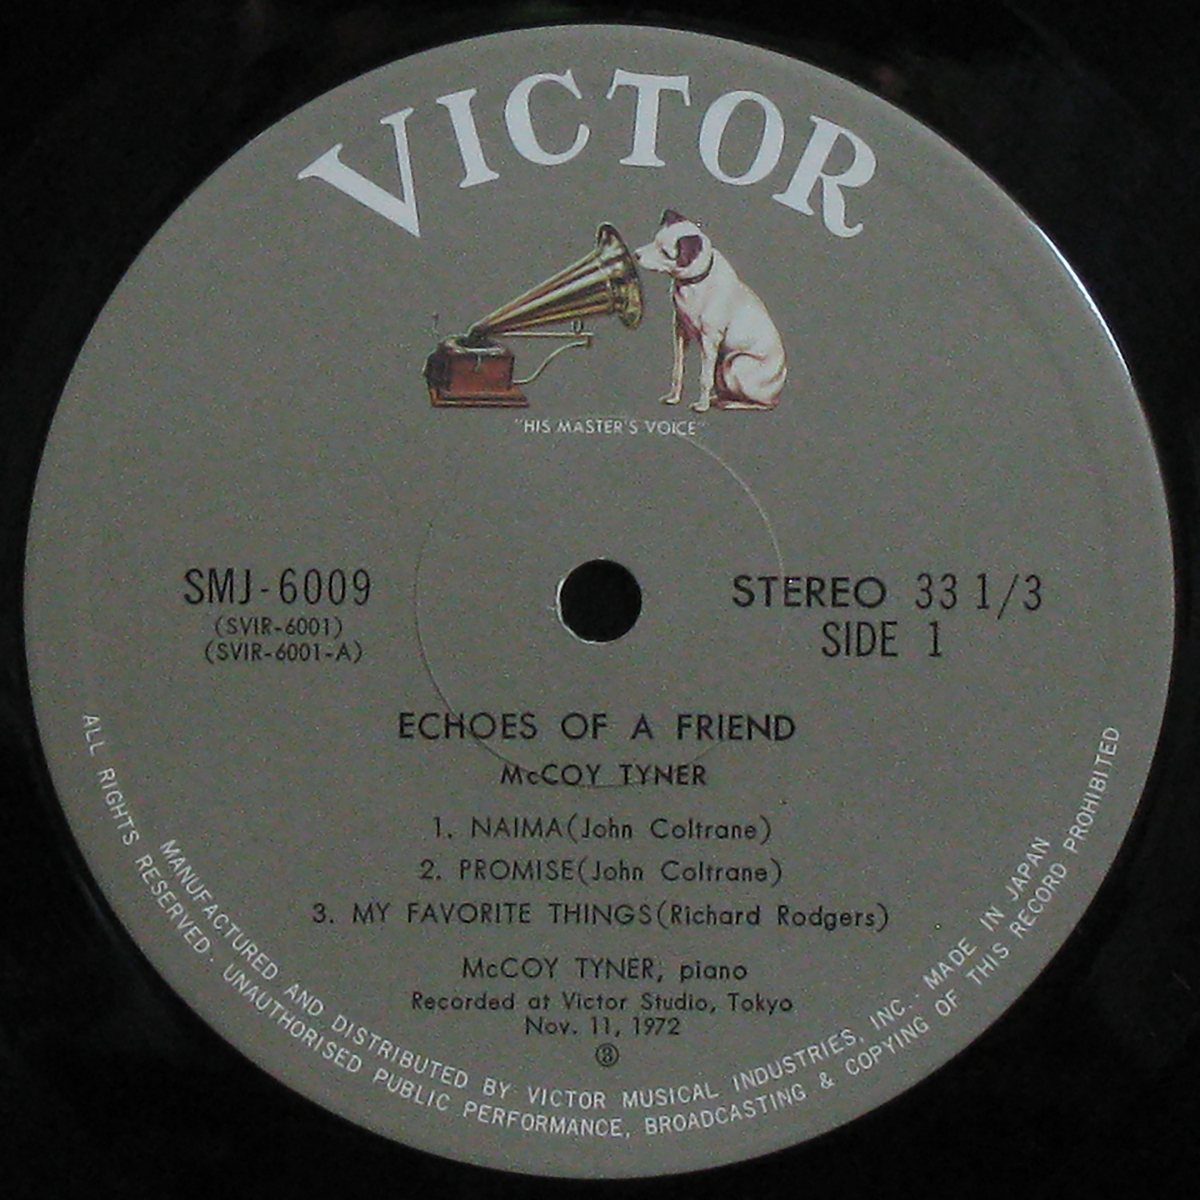 VICTOR
"HIS MASTER'S VOICE"
SMJ-6009
(SVIR-6001)
(SVIR-6001-A)
STEREO 33 1/3
SIDE 1
ECHOES OF A FRIEND
McCOY TYNER
1. NAIMA(John Coltrane)
2. PROMISE(John Coltrane)
3. MY FAVORITE THINGS(Richard Rodgers)
McCOY TYNER, piano
Recorded at Victor Studio, Tokyo
Nov. 11, 1972
③
MANUFACTURED AND DISTRIBUTED BY VICTOR MUSICAL INDUSTRIES, INC. · MADE IN JAPAN
ALL RIGHTS RESERVED · UNAUTHORISED PUBLIC PERFORMANCE, BROADCASTING & COPYING OF THIS RECORD PROHIBITED